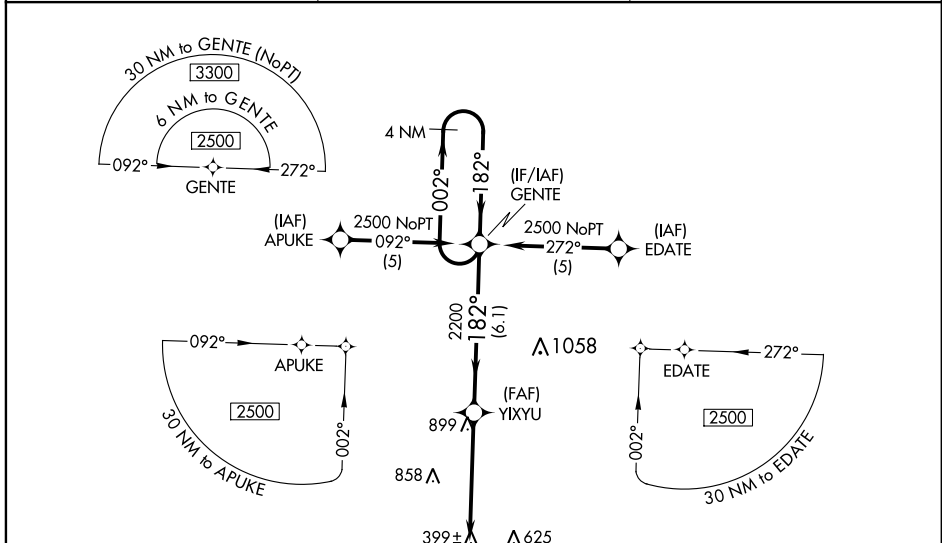 30 NM to GENTE (NoPT)
3300
6 NM to GENTE
2500
092°
272°
GENTE
4 NM
002°
182°
(IF/IAF)
GENTE
(IAF)
APUKE
2500 NoPT
092°
(5)
2500 NoPT
272°
(5)
(IAF)
EDATE
2200
182°
(6.1)
1058
092°
APUKE
2500
002°
30 NM to APUKE
272°
EDATE
2500
002°
30 NM to EDATE
(FAF)
YIXYU
899
858
399±
625